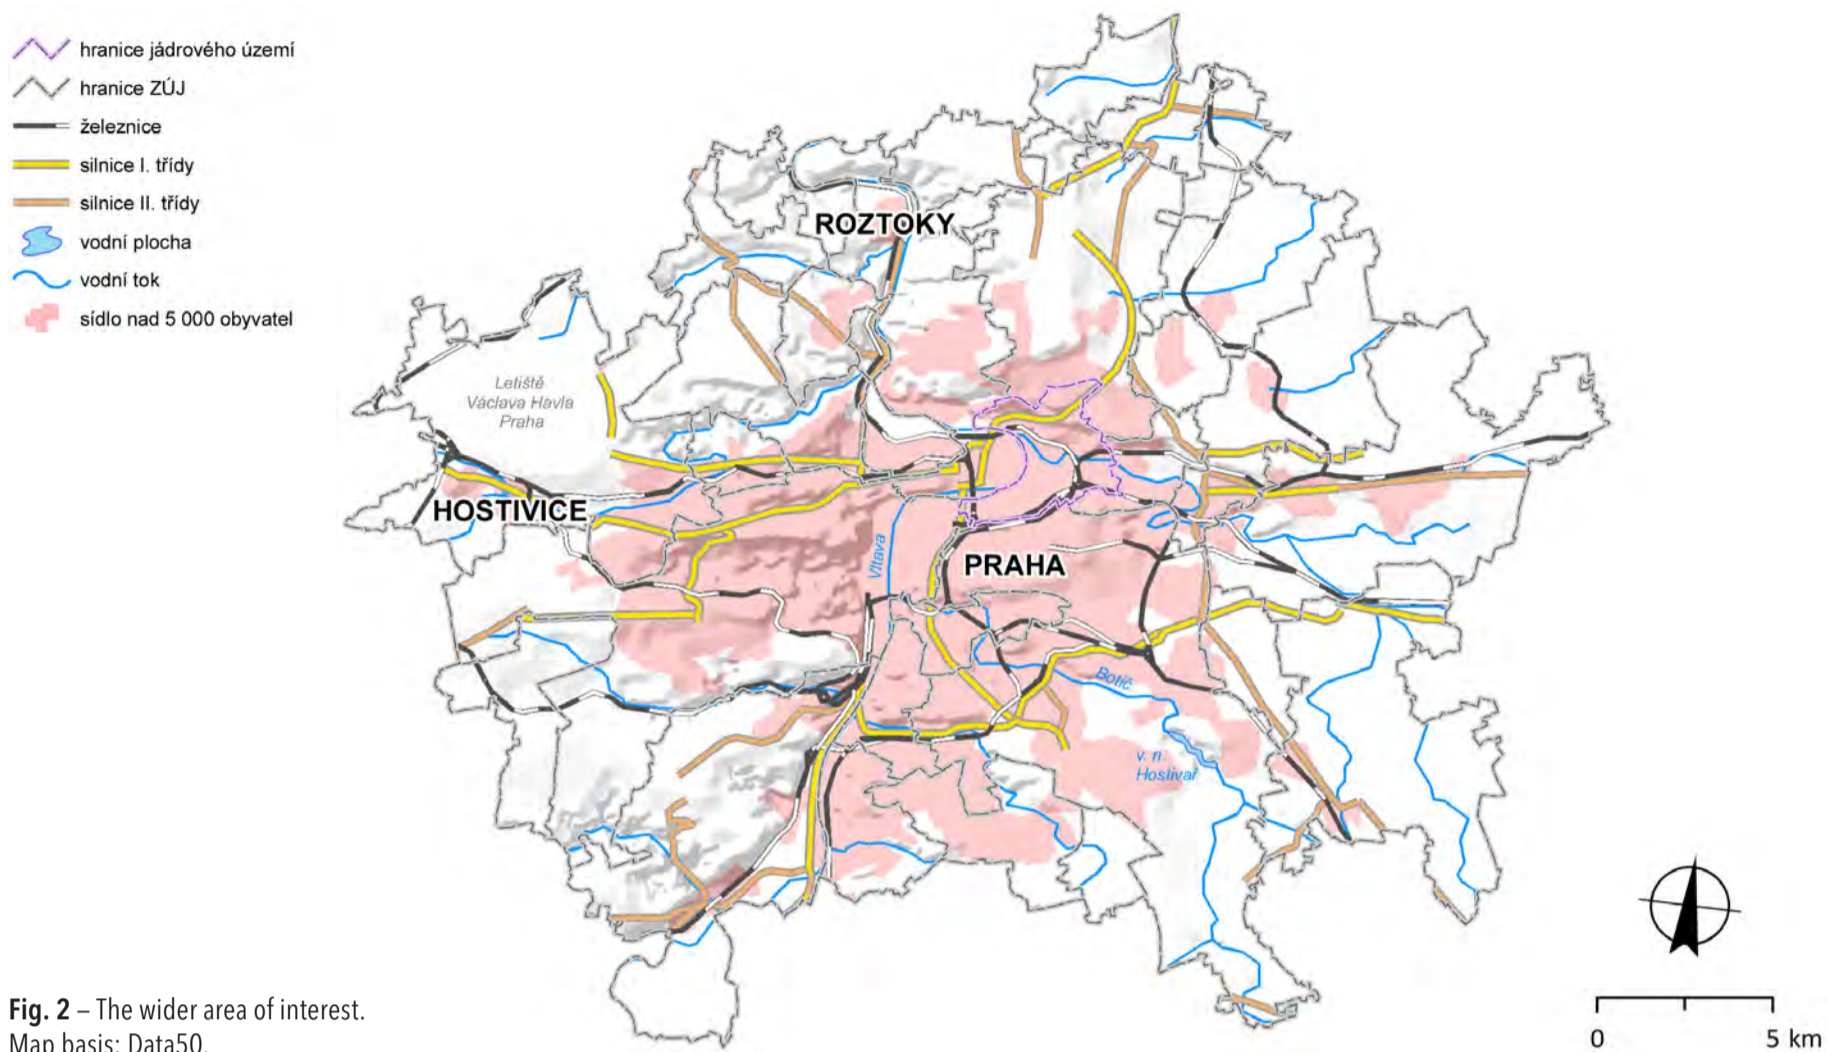 hranice jádrového území
hranice ZÚJ
železnice
silnice I. třídy
silnice II. třídy
vodní plocha
vodní tok
sídlo nad 5 000 obyvatel
ROZTOKY
Letiště
Václava Havla
Praha
HOSTIVICE
Vltava
PRAHA
Botič
v. n.
Hostivař
Fig. 2 – The wider area of interest.
Map basis: Data50.
0 5 km